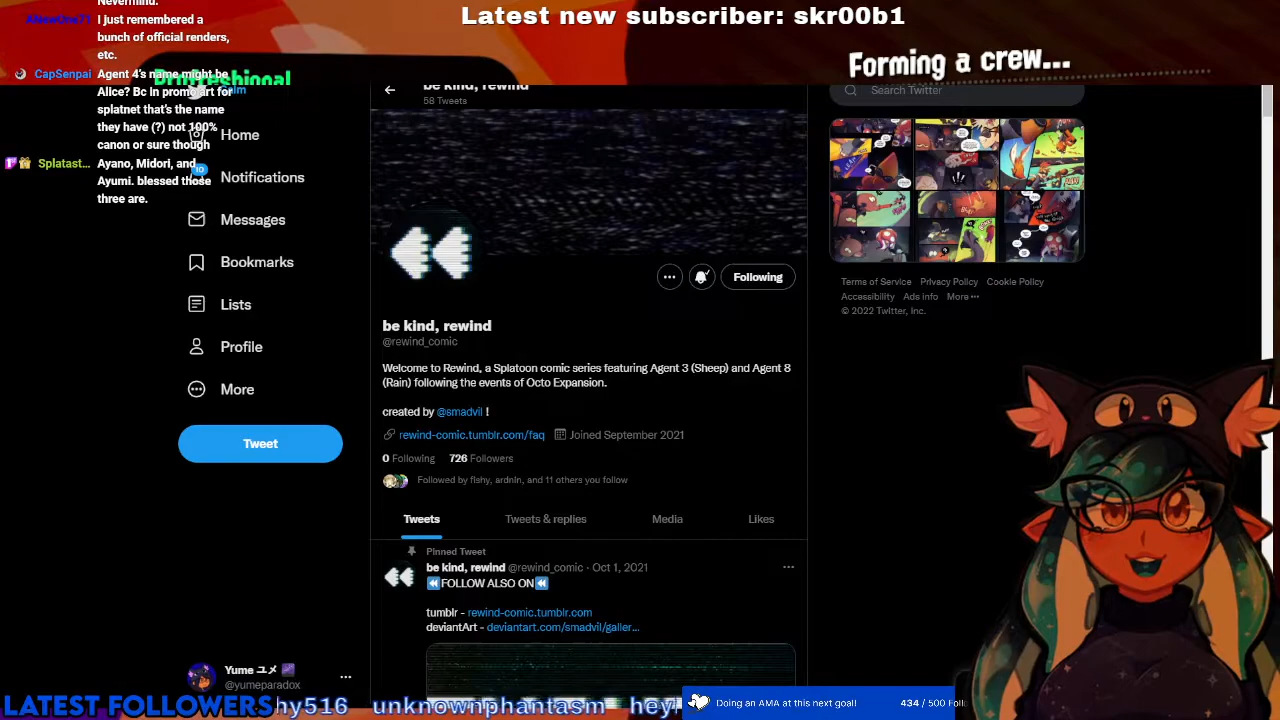 Latest new subscriber: skr00b1
Forming a crew...
Nevermind.
I just remembered a
bunch of official renders,
etc.
CapSenpai Agent 4's name might be
Alice? Bc in promo art for
splatnet that's the name
they have (?) not 100%
canon or sure though
Splatast... Ayano, Midori, and
Ayumi. blessed those
three are.
Home
10
Notifications
Messages
Bookmarks
Lists
Profile
More
Tweet
Yume ユメ
@yumeparadox
be kind, rewind
58 Tweets
Following
be kind, rewind
@rewind_comic
Welcome to Rewind, a Splatoon comic series featuring Agent 3 (Sheep) and Agent 8
(Rain) following the events of Octo Expansion.
created by @smadvil !
rewind-comic.tumblr.com/faq Joined September 2021
0 Following 726 Followers
Followed by fishy, ardnin, and 11 others you follow
Tweets Tweets & replies Media Likes
Pinned Tweet
be kind, rewind @rewind_comic · Oct 1, 2021
⏪FOLLOW ALSO ON⏪
tumblr - rewind-comic.tumblr.com
deviantArt - deviantart.com/smadvil/galler...
Search Twitter
Terms of Service Privacy Policy Cookie Policy
Accessibility Ads info More
© 2022 Twitter, Inc.
LATEST FOLLOWERS hy516 unknownphantasm hey
Doing an AMA at this next goal! 434 / 500 Foll